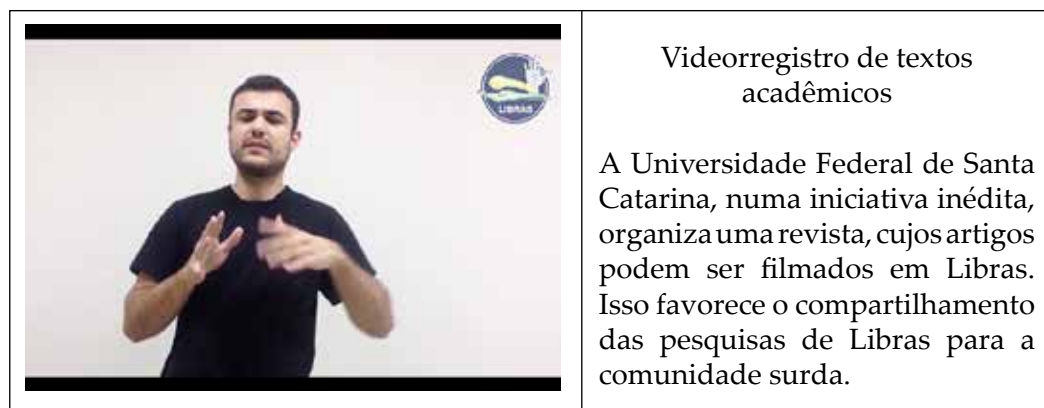 LIBRAS
Videorregistro de textos
acadêmicos
A Universidade Federal de Santa
Catarina, numa iniciativa inédita,
organiza uma revista, cujos artigos
podem ser filmados em Libras.
Isso favorece o compartilhamento
das pesquisas de Libras para a
comunidade surda.